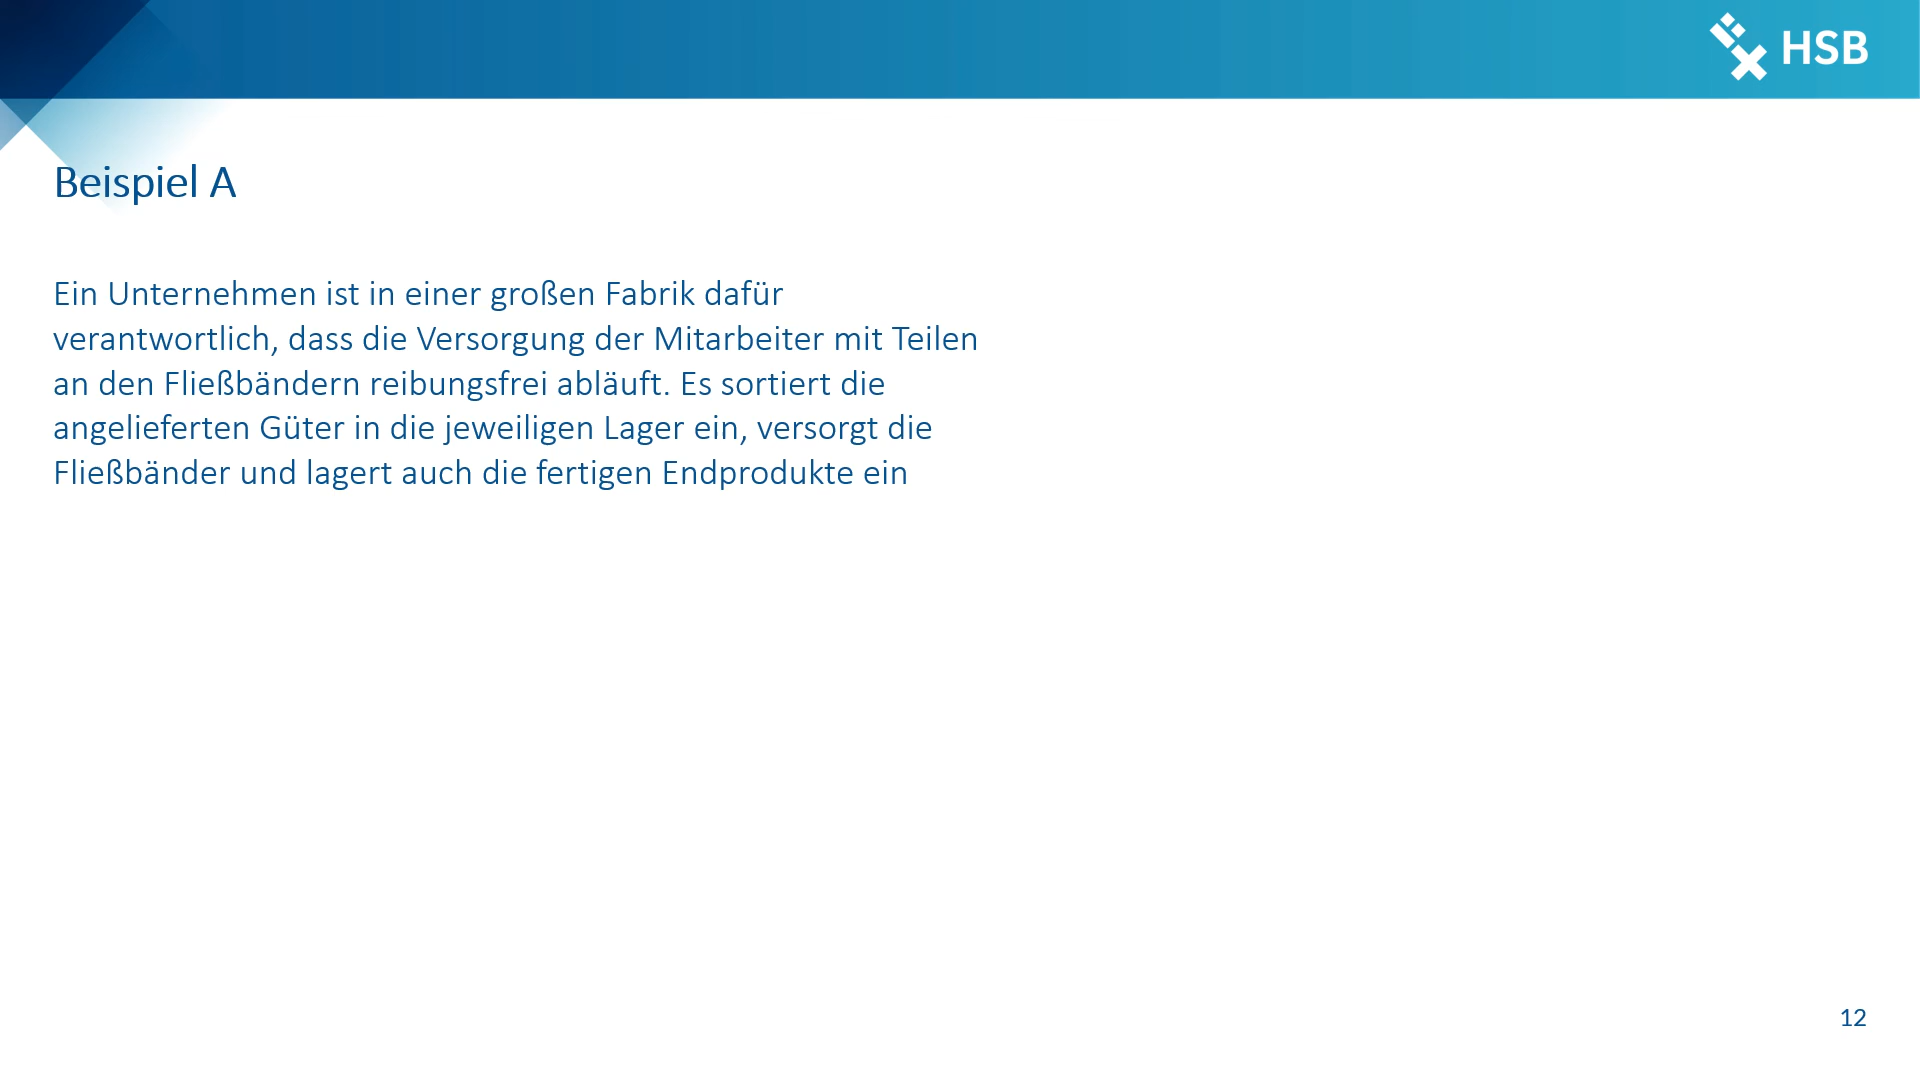 HSB
Beispiel A
Ein Unternehmen ist in einer großen Fabrik dafür
verantwortlich, dass die Versorgung der Mitarbeiter mit Teilen
an den Fließbändern reibungsfrei abläuft. Es sortiert die
angelieferten Güter in die jeweiligen Lager ein, versorgt die
Fließbänder und lagert auch die fertigen Endprodukte ein
12